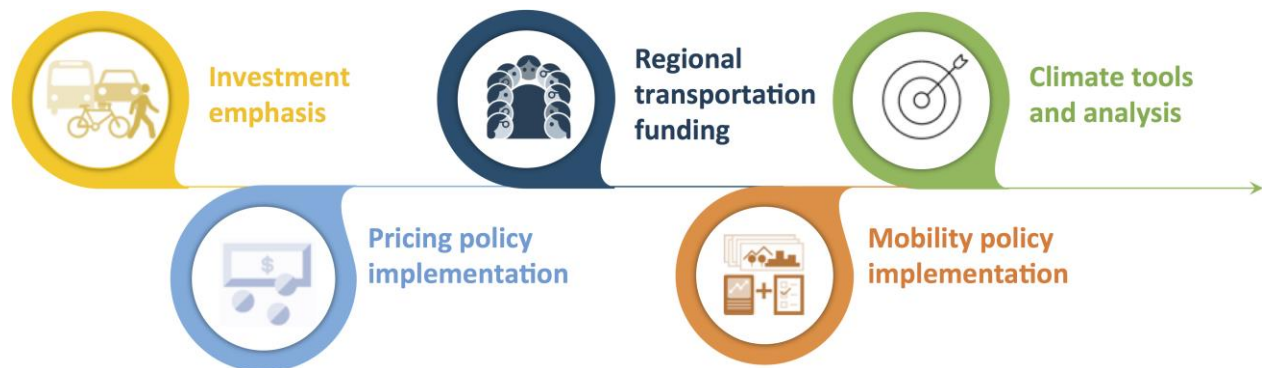 Investment
emphasis
Pricing policy
implementation
$
Regional
transportation
funding
Mobility policy
implementation
Climate tools
and analysis